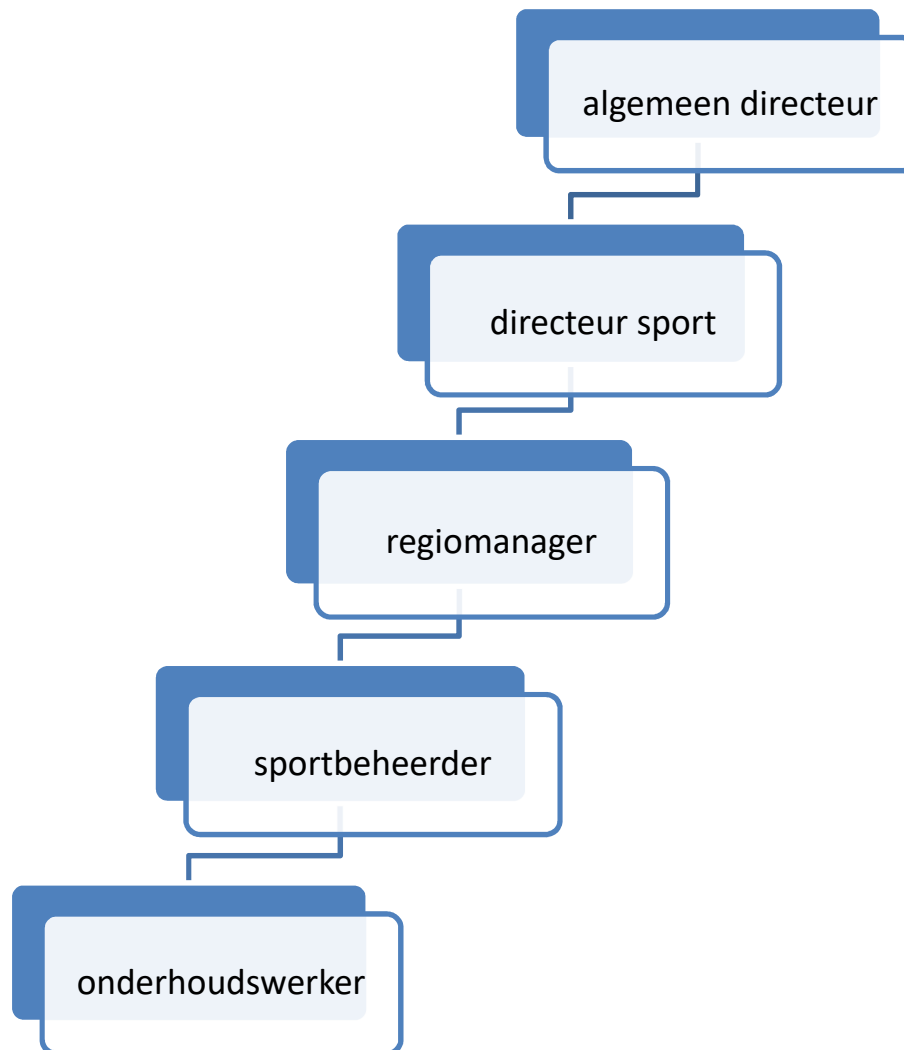 algemeen directeur
directeur sport
regiomanager
sportbeheerder
onderhoudswerker